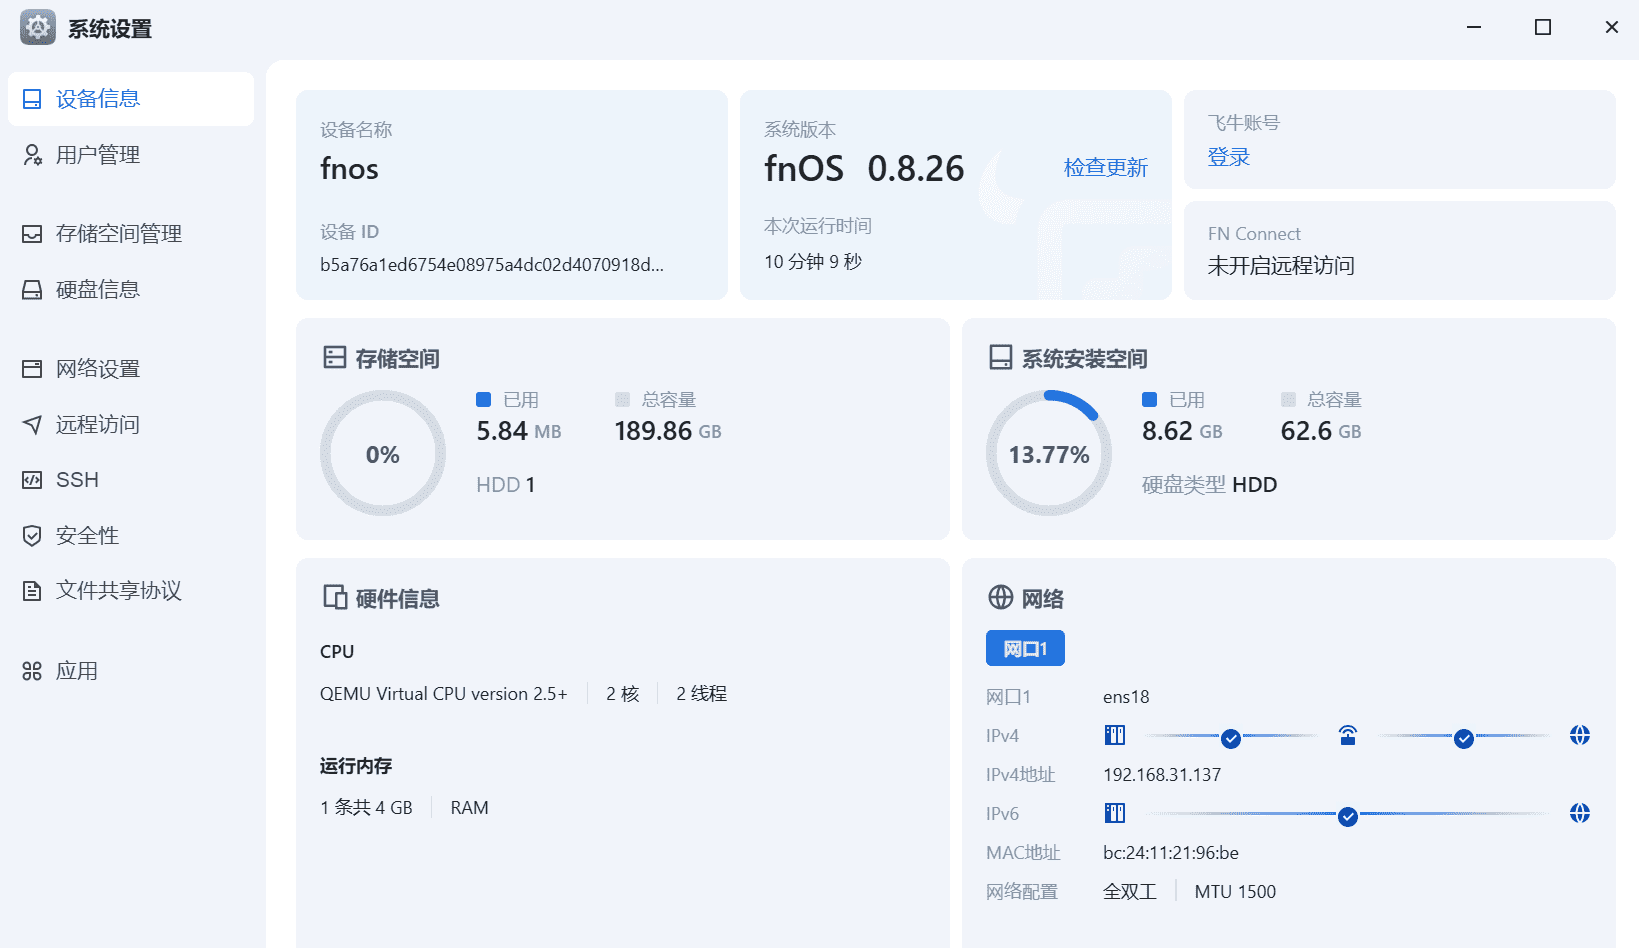 系统设置
设备信息
用户管理
存储空间管理
硬盘信息
网络设置
远程访问
SSH
安全性
文件共享协议
应用
设备名称
fnos
设备 ID
b5a76a1ed6754e08975a4dc02d4070918d...
系统版本
fnOS 0.8.26
检查更新
本次运行时间
10 分钟 9 秒
飞牛账号
登录
FN Connect
未开启远程访问
存储空间
0%
已用 总容量
5.84 MB 189.86 GB
HDD 1
系统安装空间
13.77%
已用 总容量
8.62 GB 62.6 GB
硬盘类型 HDD
硬件信息
CPU
QEMU Virtual CPU version 2.5+ 2 核 2 线程
运行内存
1 条共 4 GB RAM
网络
网口1
网口1 ens18
IPv4
IPv4地址 192.168.31.137
IPv6
MAC地址 bc:24:11:21:96:be
网络配置 全双工 MTU 1500